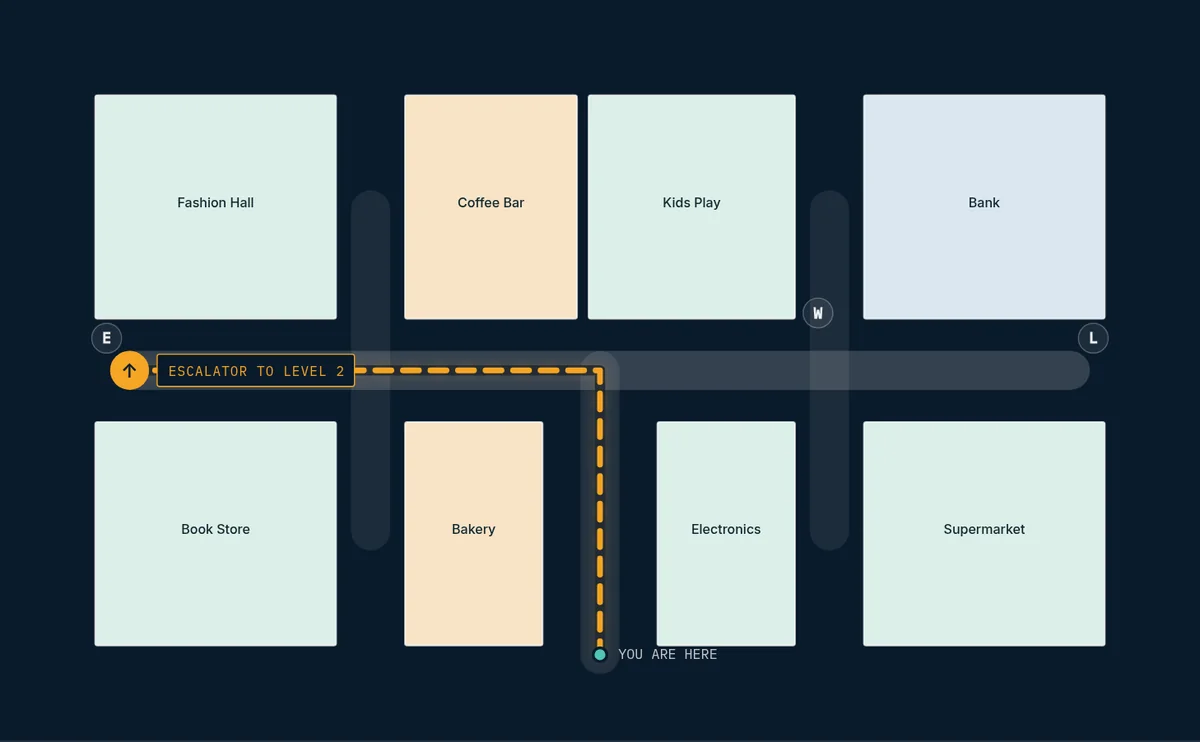 Fashion Hall
Coffee Bar
Kids Play
Bank
W
E
L
ESCALATOR TO LEVEL 2
Book Store
Bakery
Electronics
Supermarket
YOU ARE HERE